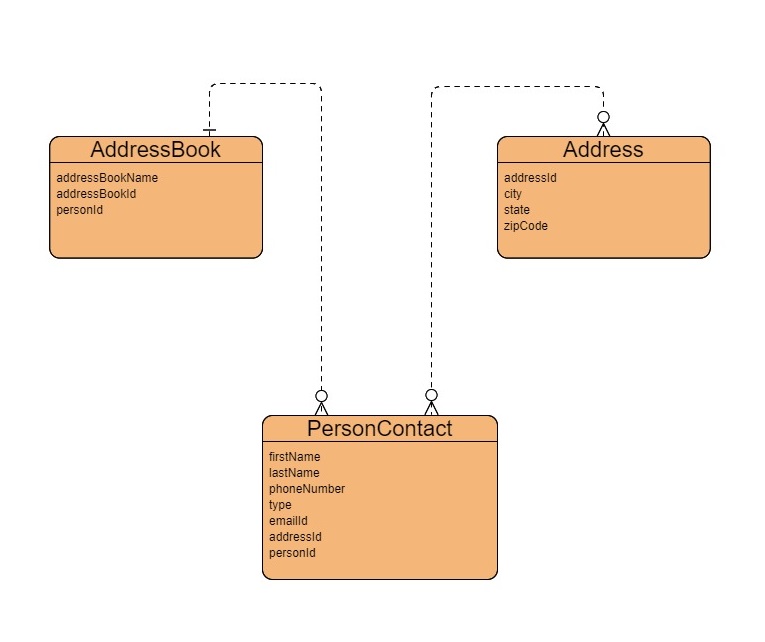 AddressBook
addressBookName
addressBookId
personId
Address
addressId
city
state
zipCode
PersonContact
firstName
lastName
phoneNumber
type
emailId
addressId
personId